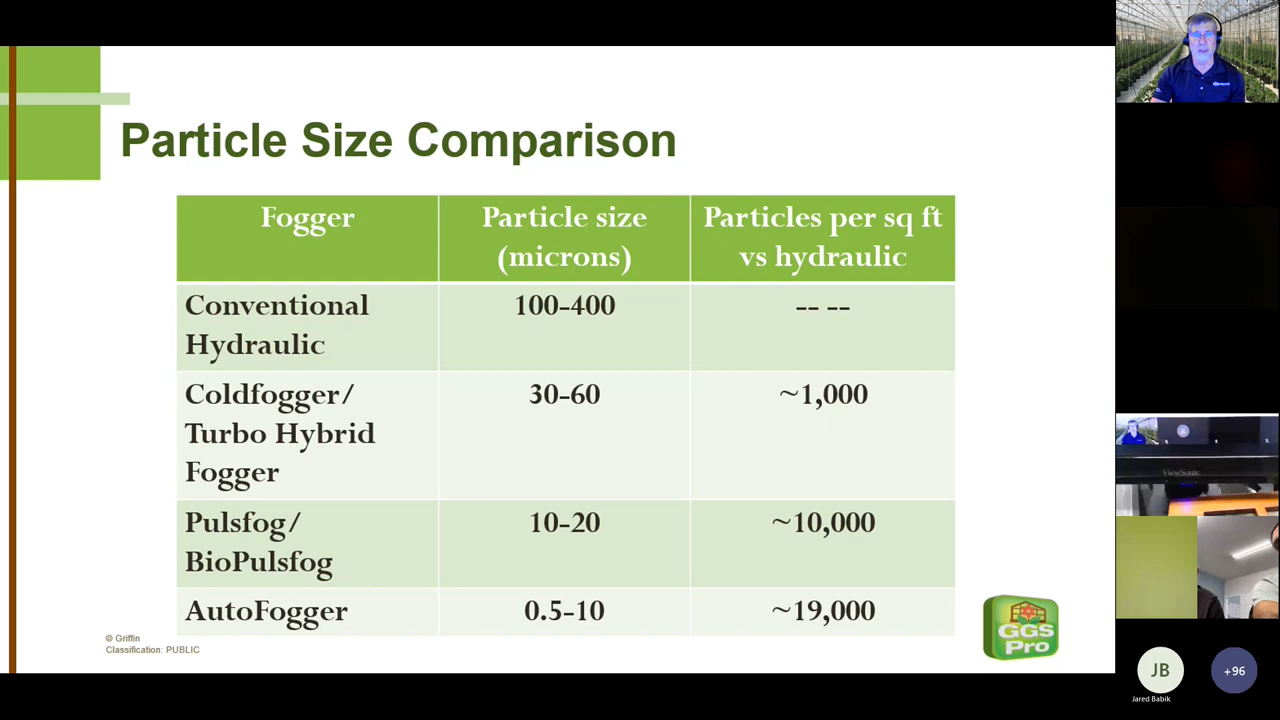 Particle Size Comparison
Fogger
Particle size
(microns)
Particles per sq ft
vs hydraulic
Conventional
Hydraulic
100-400
-- --
Coldfogger/
Turbo Hybrid
Fogger
30-60
~1,000
Pulsfog/
BioPulsfog
10-20
~10,000
AutoFogger
0.5-10
~19,000
© Griffin
Classification: PUBLIC
GGS
Pro
ViewSonic
JB
Jared Babik
+96